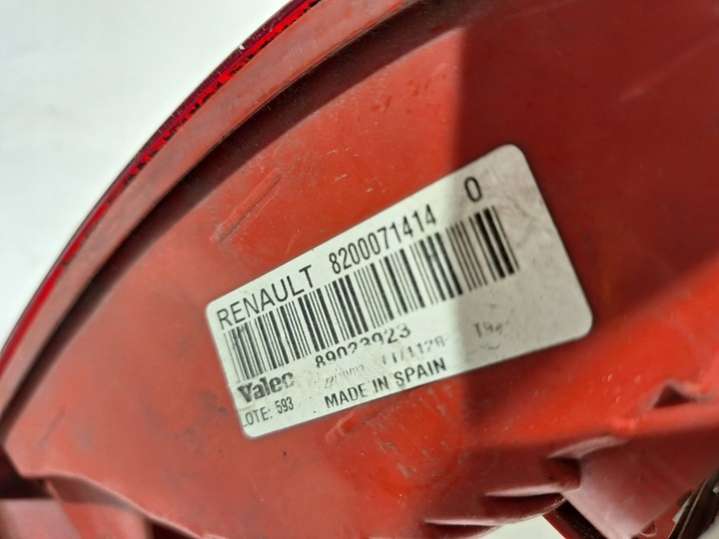 RENAULT 8200071414 0
89023923
Valeo
MADE IN SPAIN
LOTE: 593